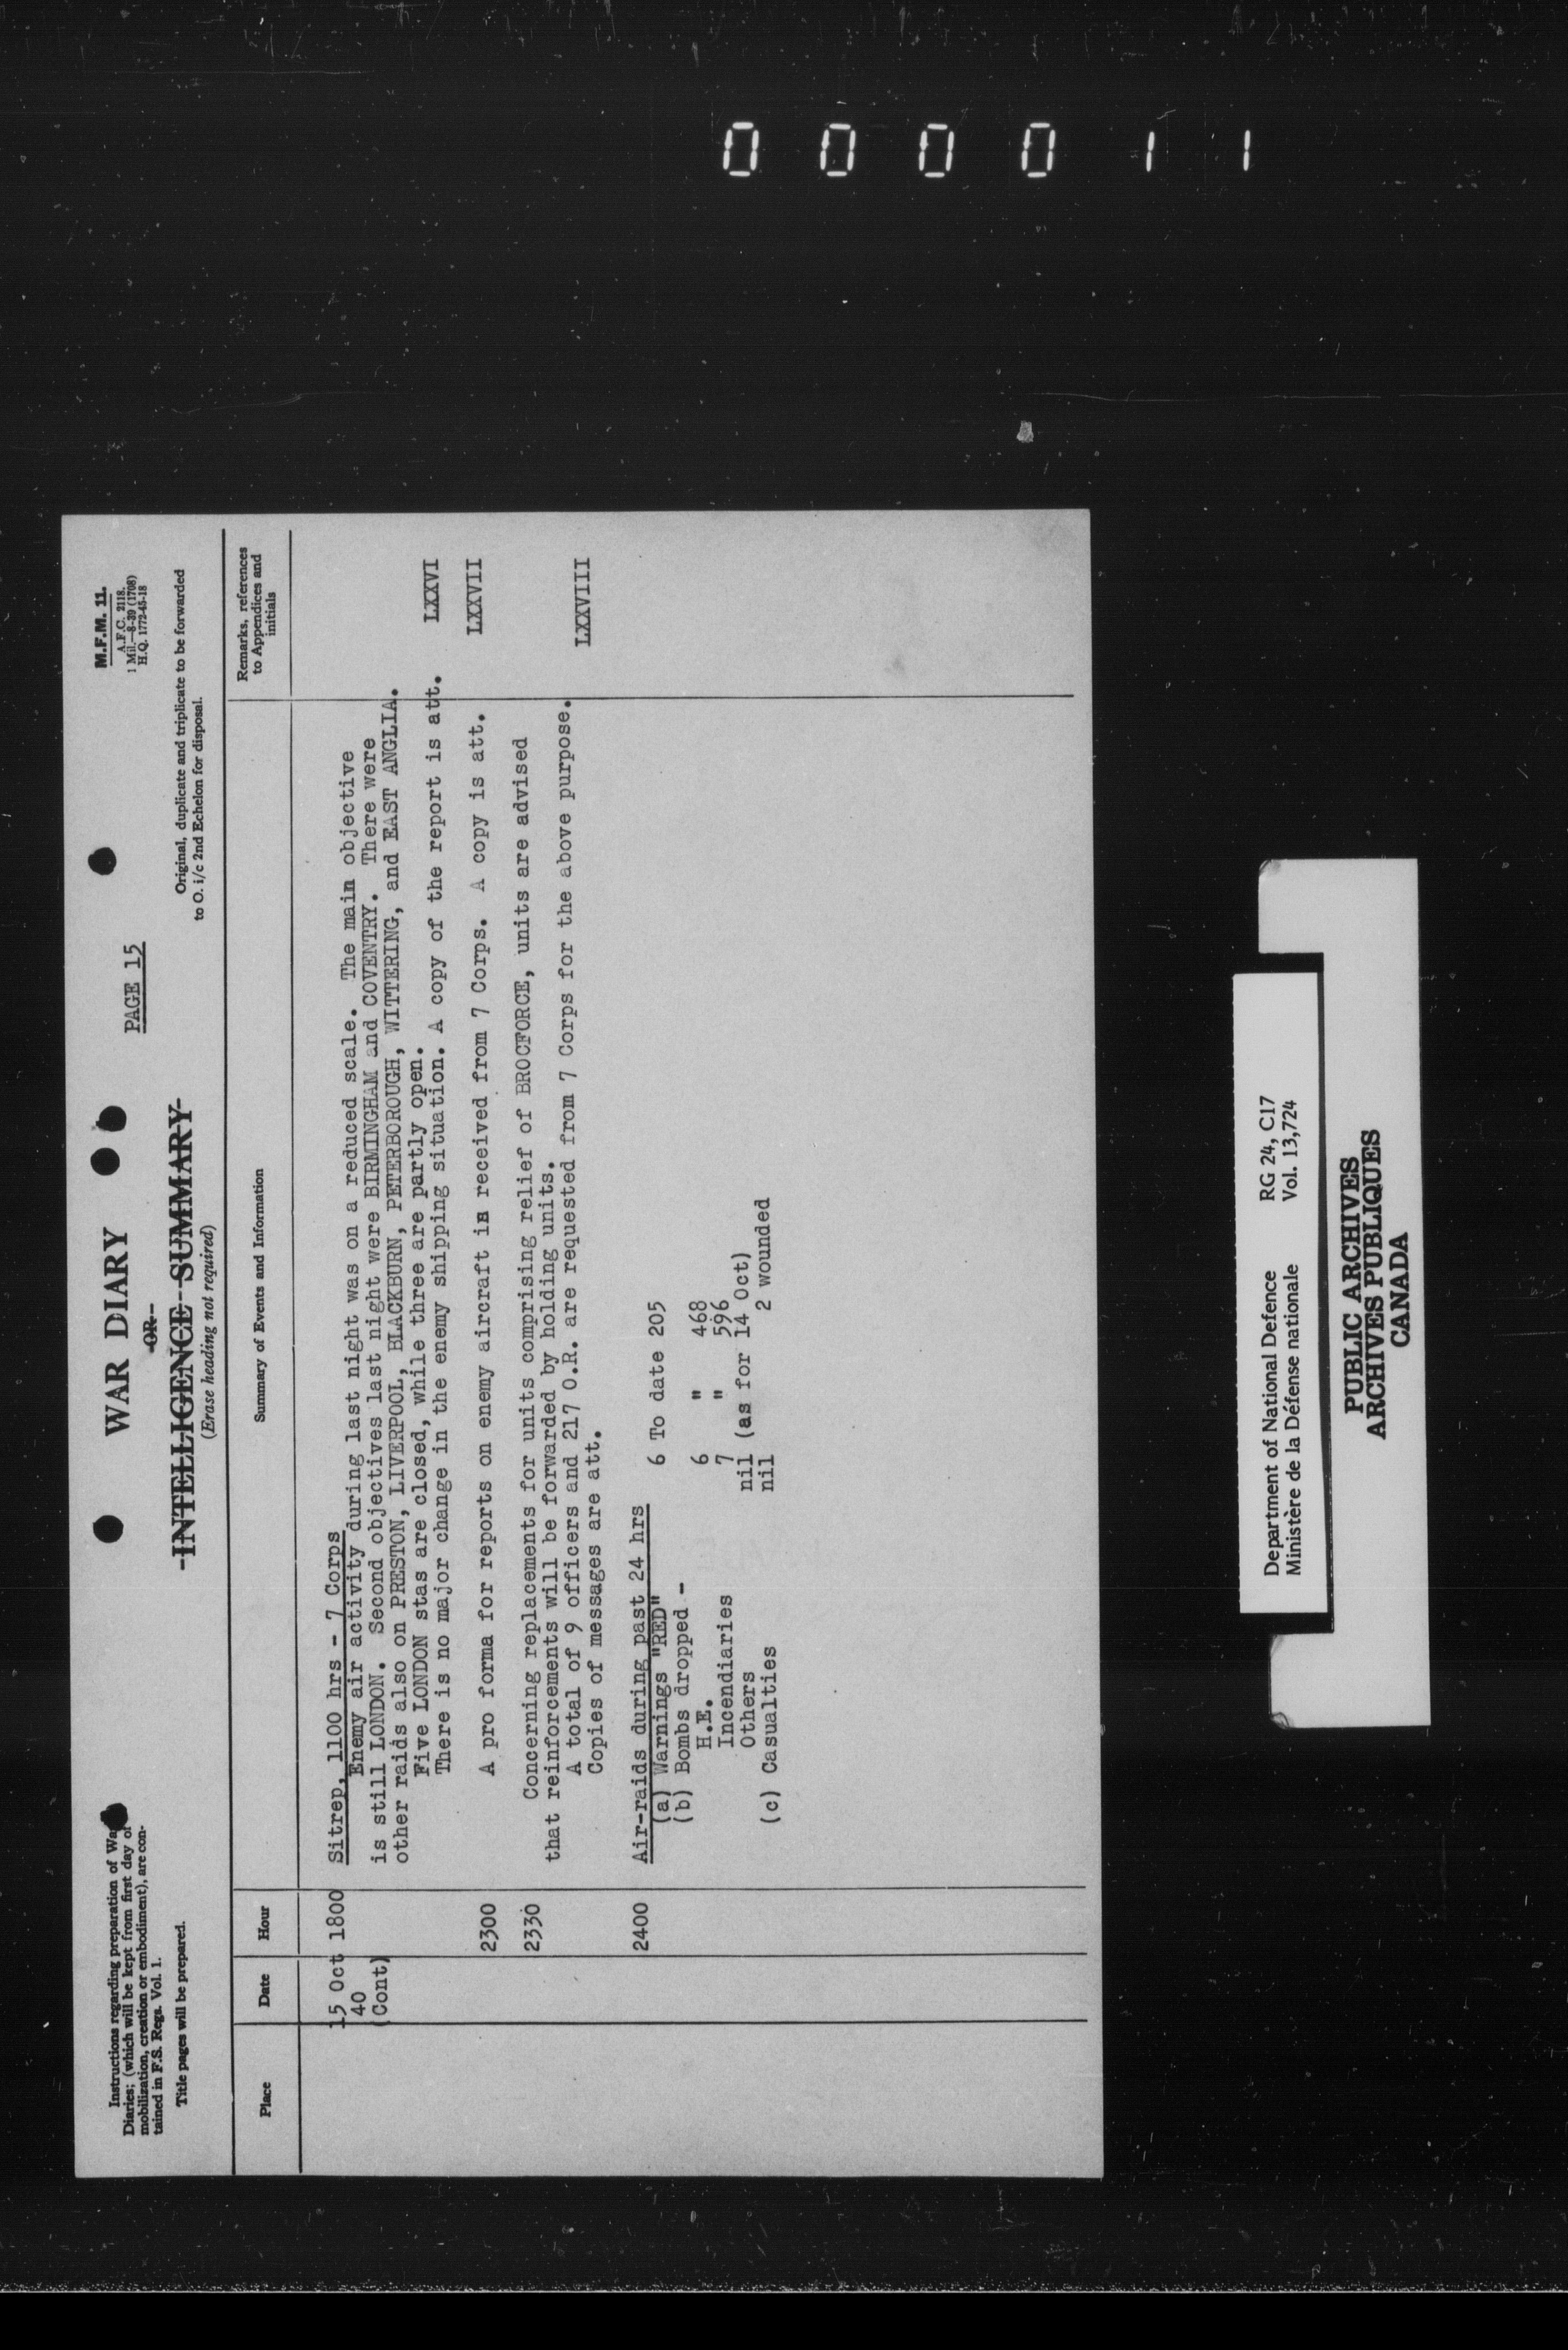 000011
Instructions regarding preparation of War
Diaries; (which will be kept from first day of
mobilization, creation or embodiment), are con-
tained in F.S. Regs. Vol. 1.
Title pages will be prepared.
WAR DIARY
-OR-
-INTELLIGENCE SUMMARY-
(Erase heading not required)
PAGE 15
M.F.M. 11.
A.F.C. 2118.
1 Mil.—8-39 (1708)
H.Q. 1772-45-18
Original, duplicate and triplicate to be forwarded
to O. i/c 2nd Echelon for disposal.
Place Date Hour Summary of Events and Information Remarks, references to Appendices and initials
15 Oct 1800 Sitrep, 1100 hrs - 7 Corps
40 Enemy air activity during last night was on a reduced scale. The main objective
(Cont) is still LONDON. Second objectives last night were BIRMINGHAM and COVENTRY. There were
other raids also on PRESTON, LIVERPOOL, BLACKBURN, PETERBOROUGH, WITTERING, and EAST ANGLIA.
Five LONDON stas are closed, while three are partly open.
There is no major change in the enemy shipping situation. A copy of the report is att. LXXVI
2300 A pro forma for reports on enemy aircraft is received from 7 Corps. A copy is att. LXXVII
2330 Concerning replacements for units comprising relief of BROCFORCE, units are advised
that reinforcements will be forwarded by holding units.
A total of 9 officers and 217 O.R. are requested from 7 Corps for the above purpose. LXXVIII
Copies of messages are att.
2400 Air-raids during past 24 hrs
(a) Warnings "RED" 6 To date 205
(b) Bombs dropped -
H.E. 6 " 468
Incendiaries 7 " 596
Others nil (as for 14 Oct)
(c) Casualties nil 2 wounded
Department of National Defence RG 24, C17
Ministère de la Défense nationale Vol. 13,724
PUBLIC ARCHIVES
ARCHIVES PUBLIQUES
CANADA